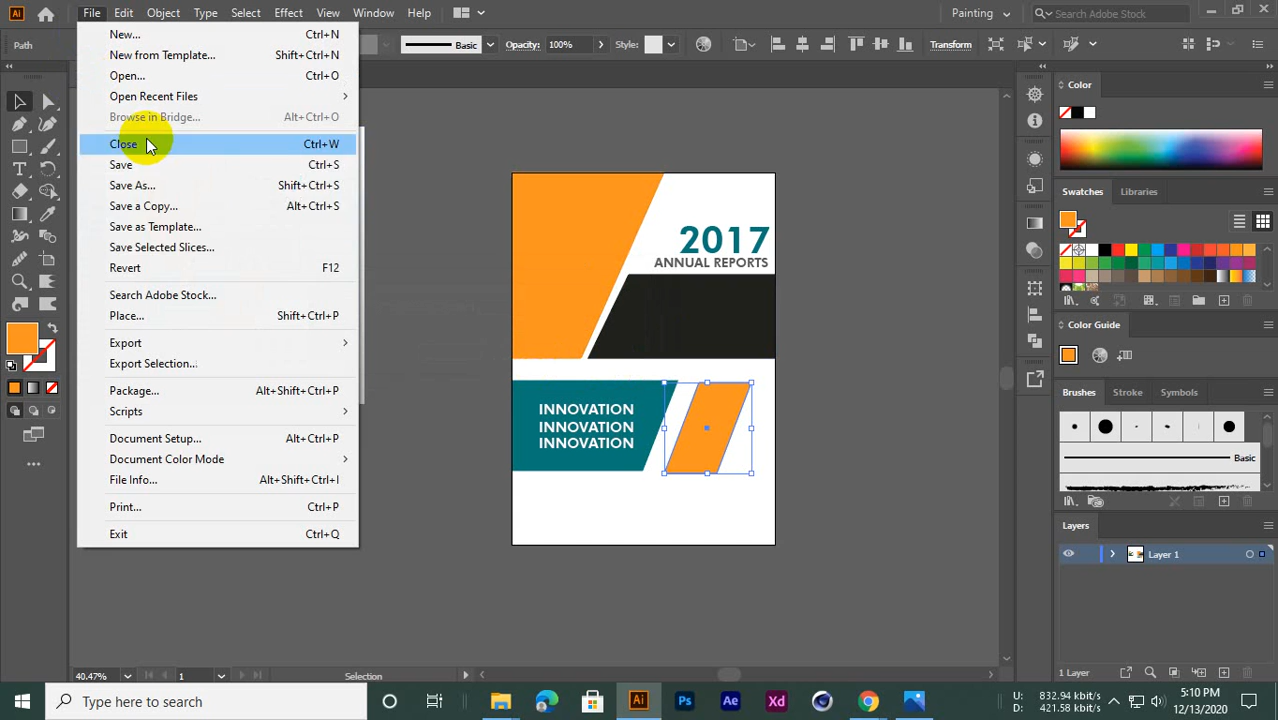 Ai File Edit Object Type Select Effect View Window Help Painting Search Adobe Stock
Path Basic Opacity: 100% Style: Transform
New... Ctrl+N
New from Template... Shift+Ctrl+N
Open... Ctrl+O
Open Recent Files
Browse in Bridge... Alt+Ctrl+O
Close Ctrl+W
Save Ctrl+S
Save As... Shift+Ctrl+S
Save a Copy... Alt+Ctrl+S
Save as Template...
Save Selected Slices...
Revert F12
Search Adobe Stock...
Place... Shift+Ctrl+P
Export
Export Selection...
Package... Alt+Shift+Ctrl+P
Scripts
Document Setup... Alt+Ctrl+P
Document Color Mode
File Info... Alt+Shift+Ctrl+I
Print... Ctrl+P
Exit Ctrl+Q
2017
ANNUAL REPORTS
INNOVATION
INNOVATION
INNOVATION
Color
Swatches Libraries
Color Guide
Brushes Stroke Symbols
Basic
Layers
Layer 1
1 Layer
40.47% 1 Selection
Type here to search
Ai Ps Ae Xd
U: 832.94 kbit/s
D: 421.58 kbit/s
5:10 PM
12/13/2020